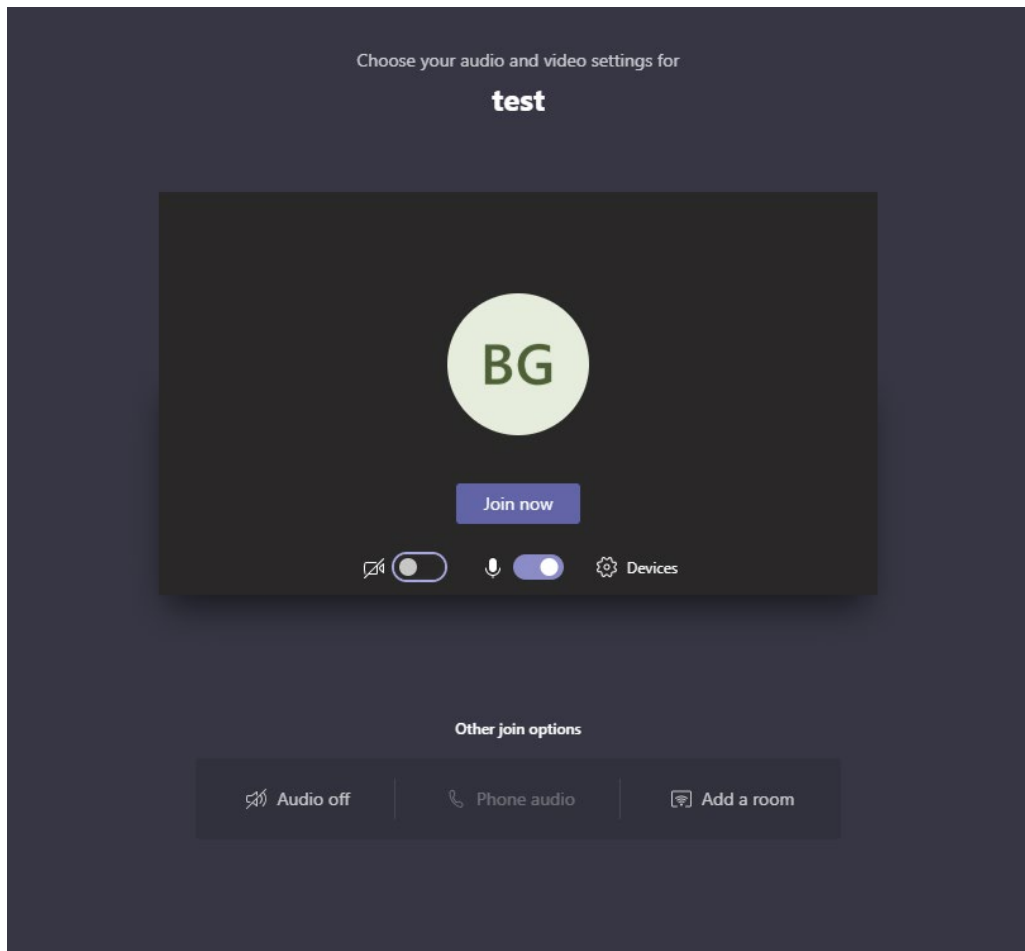 Choose your audio and video settings for
test
BG
Join now
Devices
Other join options
Audio off
Phone audio
Add a room